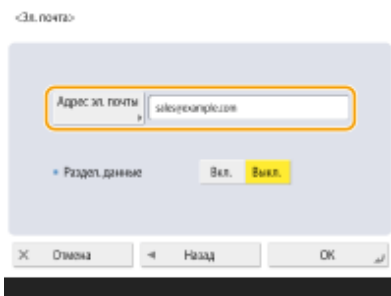 <Эл. почта>
Адрес эл. почты sales@example.com
Раздел. данные Вкл. Выкл.
Отмена Назад OK